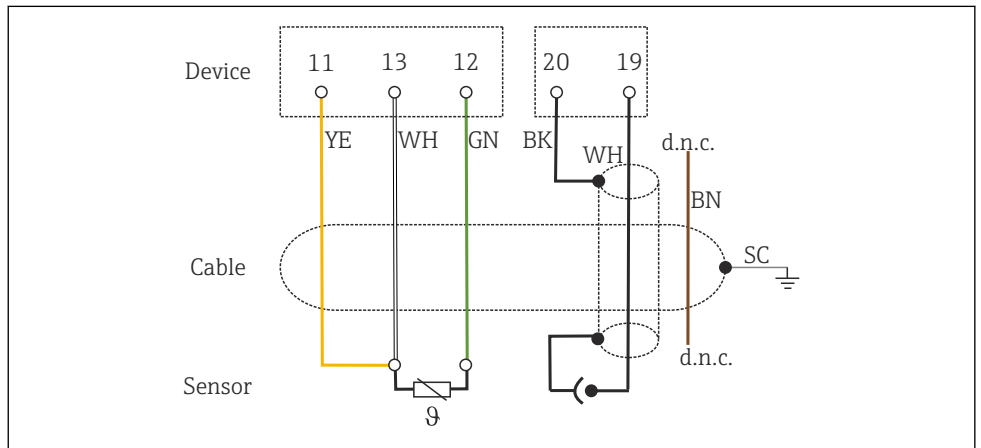 Device 11 13 12 20 19
YE WH GN BK
WH
d.n.c.
BN
Cable SC
d.n.c.
Sensor
ϑ